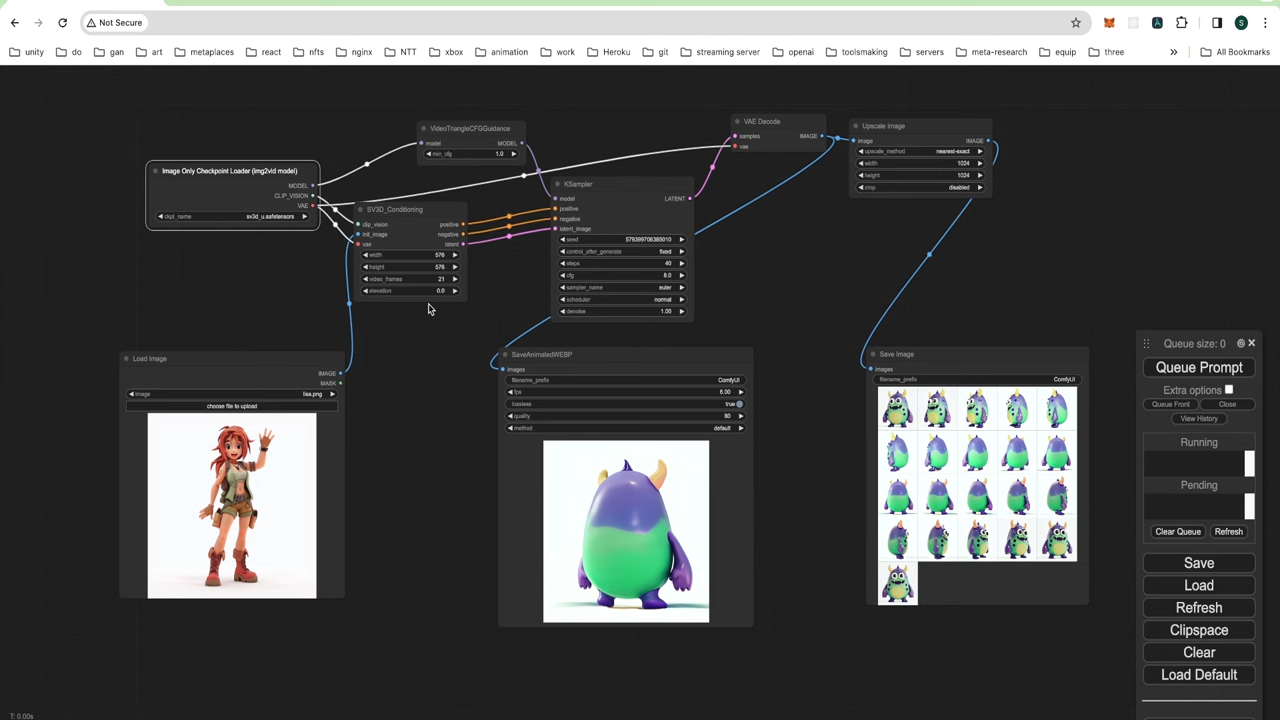 Not Secure
S
unity
do
gan
art
metaplaces
react
nfts
nginx
NTT
xbox
animation
work
Heroku
git
streaming server
openai
toolsmaking
servers
meta-research
equip
three
»
All Bookmarks
Image Only Checkpoint Loader (img2vid model)
MODEL
CLIP_VISION
VAE
ckpt_name sv3d_u.safetensors
VideoTriangleCFGGuidance
model MODEL
min_cfg 1.0
SV3D_Conditioning
clip_vision positive
init_image negative
vae latent
width 576
height 576
video_frames 21
elevation 0.0
KSampler
model LATENT
positive
negative
latent_image
seed 579399706385010
control_after_generate fixed
steps 40
cfg 8.0
sampler_name euler
scheduler normal
denoise 1.00
VAE Decode
samples IMAGE
vae
Upscale Image
image IMAGE
upscale_method nearest-exact
width 1024
height 1024
crop disabled
Load Image
IMAGE
MASK
image lisa.png
choose file to upload
SaveAnimatedWEBP
images
filename_prefix ComfyUI
fps 6.00
lossless true
quality 80
method default
Save Image
images
filename_prefix ComfyUI
Queue size: 0
Queue Prompt
Extra options
Queue Front Close
View History
Running
Pending
Clear Queue Refresh
Save
Load
Refresh
Clipspace
Clear
Load Default
T: 0.00s